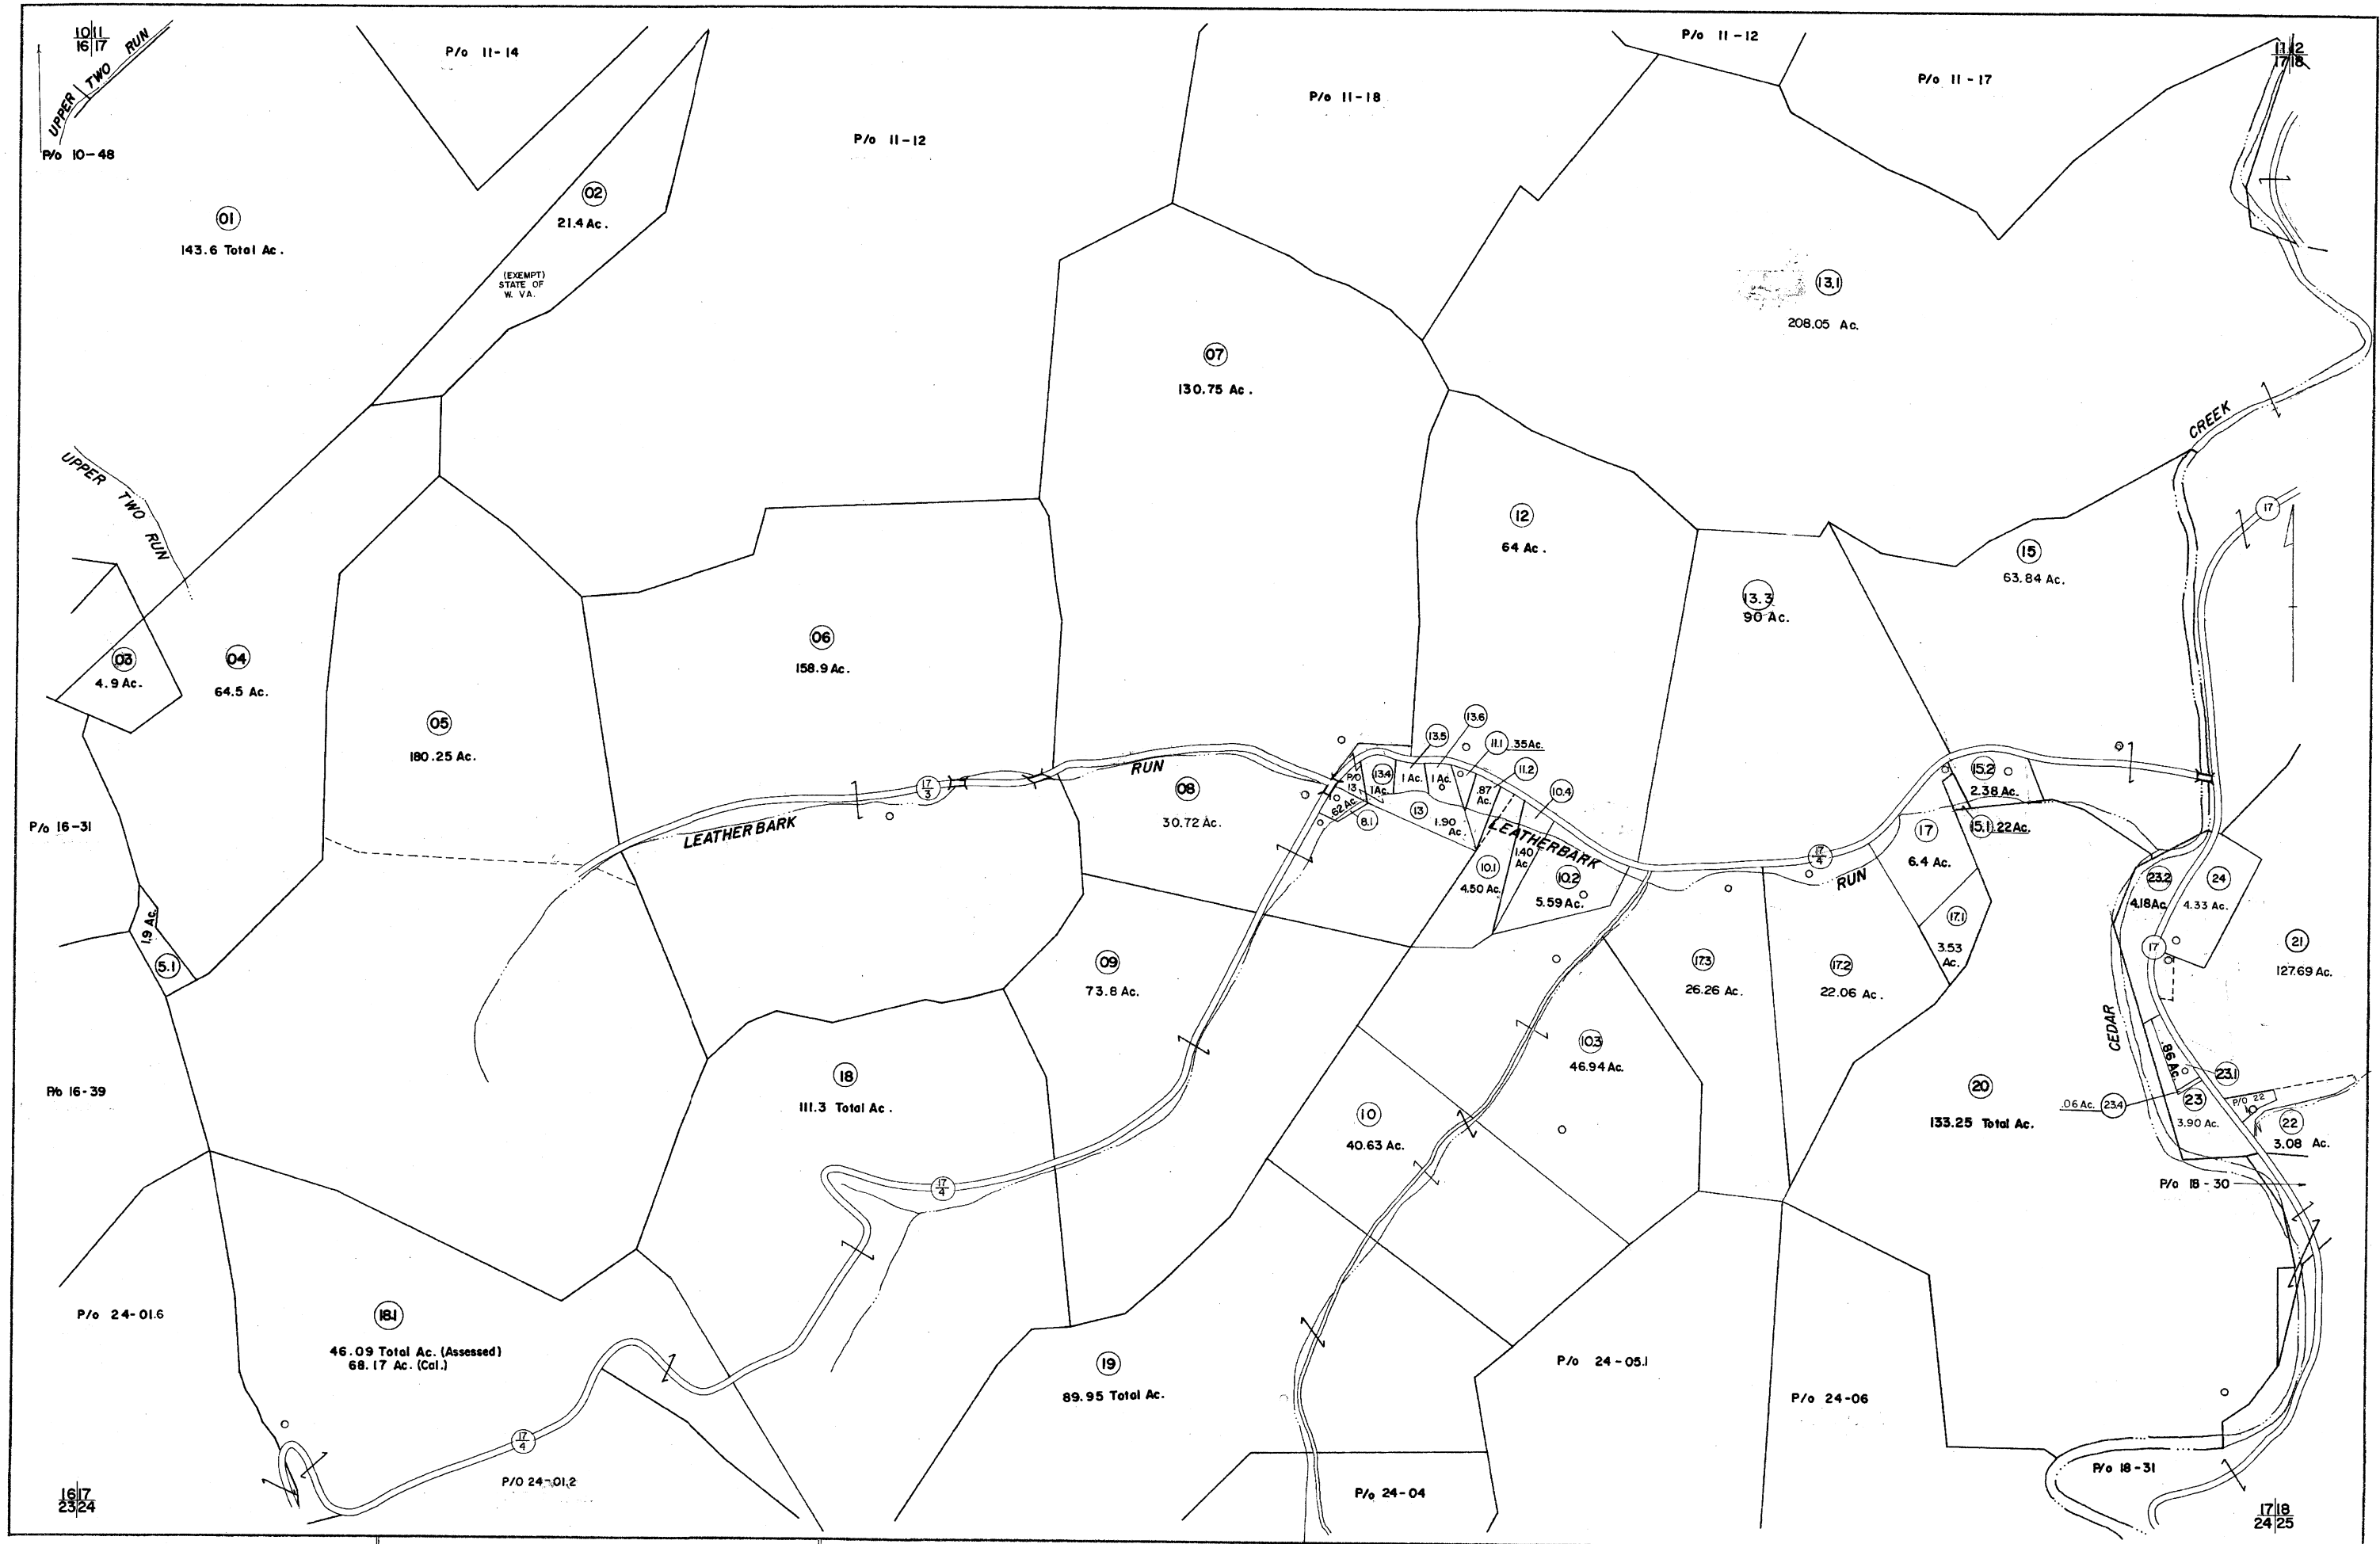 10 11
16 17
UPPER TWO RUN
P/o 10-48
P/o 11-14
P/o 11-12
P/o 11-18
P/o 11-12
P/o 11-17
11 12
17 18
01
143.6 Total Ac.
02
21.4 Ac.
(EXEMPT)
STATE OF
W. VA.
13.1
208.05 Ac.
07
130.75 Ac.
CREEK
UPPER TWO RUN
12
64 Ac.
17
15
63.84 Ac.
13.3
90 Ac.
03
4.9 Ac.
04
64.5 Ac.
06
158.9 Ac.
05
180.25 Ac.
13.6
13.5
11.1
.35 Ac.
11.2
RUN
17
3
08
30.72 Ac.
P/O
13
13.4
1 Ac.
1 Ac.
1 Ac.
.87
Ac.
10.4
.62 Ac.
8.1
13
1.90
Ac.
15.2
2.38 Ac.
15.1
.22 Ac.
P/o 16-31
LEATHERBARK
LEATHERBARK
1.40
Ac.
17
4
RUN
17
6.4 Ac.
10.1
4.50 Ac.
10.2
5.59 Ac.
23.2
4.18 Ac.
24
4.33 Ac.
1.9 Ac.
5.1
17.1
3.53
Ac.
17
21
127.69 Ac.
09
73.8 Ac.
17.3
26.26 Ac.
17.2
22.06 Ac.
CEDAR
10.3
46.94 Ac.
.86 Ac.
23.1
P/o 16-39
18
111.3 Total Ac.
10
40.63 Ac.
20
133.25 Total Ac.
.06 Ac.
23.4
23
3.90 Ac.
P/O 22
22
3.08 Ac.
P/o 18-30
17
4
P/o 24-01.6
18.1
46.09 Total Ac. (Assessed)
68.17 Ac. (Cal.)
19
89.95 Total Ac.
P/o 24-05.1
P/o 24-06
17
4
P/O 24-01.2
P/o 24-04
P/o 18-31
16 17
23 24
17 18
24 25